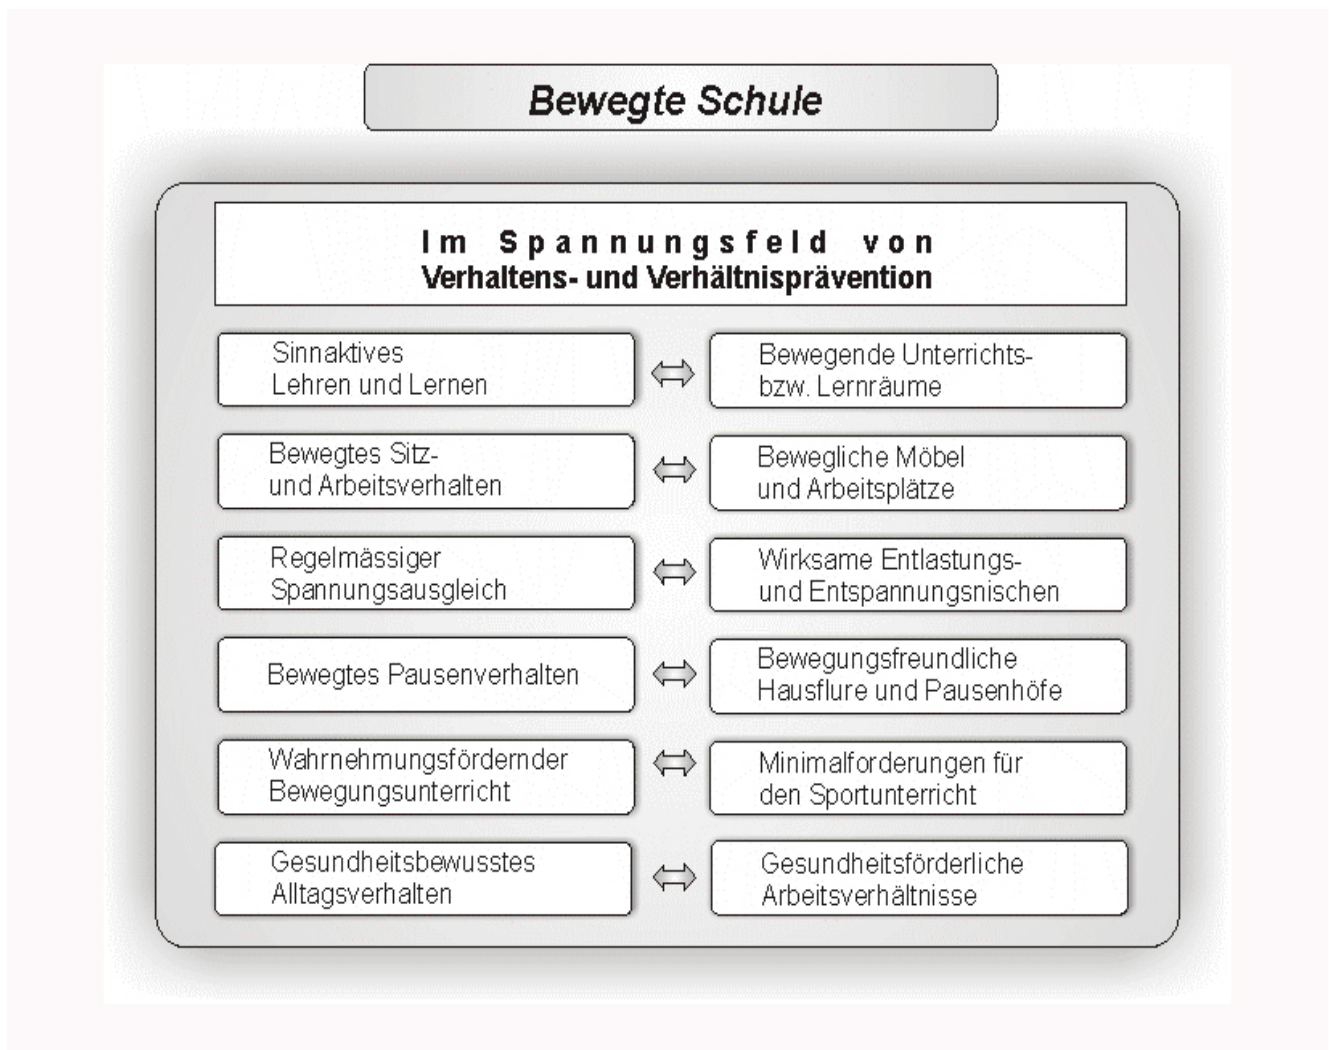 Bewegte Schule
Im Spannungsfeld von
Verhaltens- und Verhältnisprävention
Sinnaktives
Lehren und Lernen
Bewegende Unterrichts-
bzw. Lernräume
Bewegtes Sitz-
und Arbeitsverhalten
Bewegliche Möbel
und Arbeitsplätze
Regelmässiger
Spannungsausgleich
Wirksame Entlastungs-
und Entspannungsnischen
Bewegtes Pausenverhalten
Bewegungsfreundliche
Hausflure und Pausenhöfe
Wahrnehmungsfördernder
Bewegungsunterricht
Minimalforderungen für
den Sportunterricht
Gesundheitsbewusstes
Alltagsverhalten
Gesundheitsförderliche
Arbeitsverhältnisse